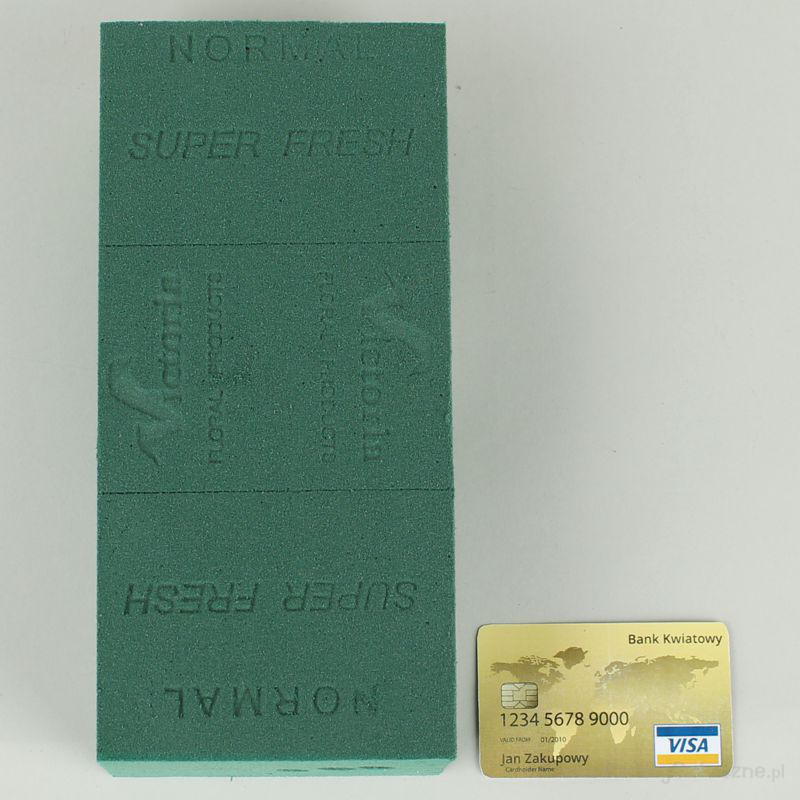 NORMAL
SUPER FRESH
Victoria
FLORAL PRODUCTS
FLORAL PRODUCTS
Victoria
SUPER FRESH
NORMAL
Bank Kwiatowy
1234 5678 9000
VALID FROM 01/2010
Jan Zakupowy
Cardholder Name
VISA